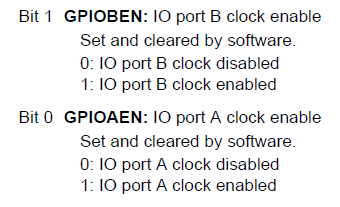 Bit 1 GPIOBEN: IO port B clock enable
Set and cleared by software.
0: IO port B clock disabled
1: IO port B clock enabled
Bit 0 GPIOAEN: IO port A clock enable
Set and cleared by software.
0: IO port A clock disabled
1: IO port A clock enabled